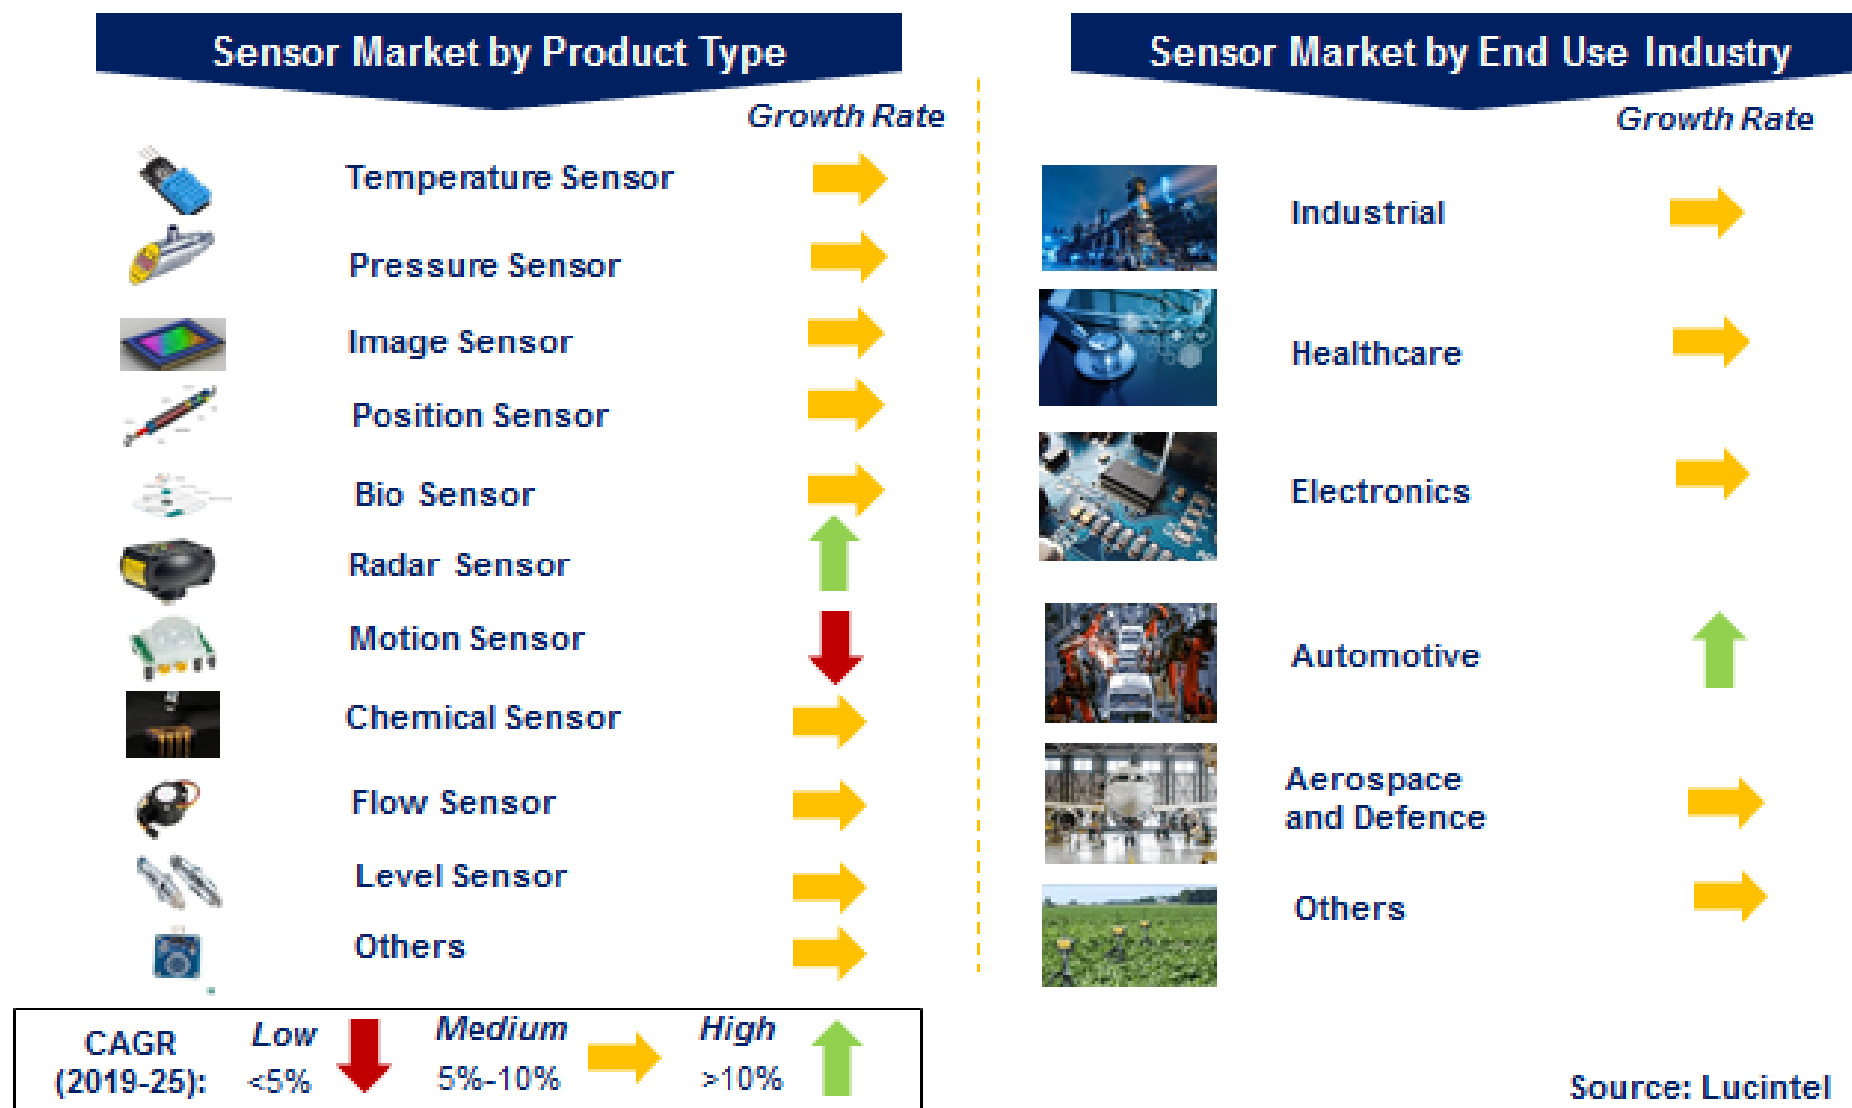 Sensor Market by Product Type
Growth Rate
Temperature Sensor
Pressure Sensor
Image Sensor
Position Sensor
Bio Sensor
Radar Sensor
Motion Sensor
Chemical Sensor
Flow Sensor
Level Sensor
Others
Sensor Market by End Use Industry
Growth Rate
Industrial
Healthcare
Electronics
Automotive
Aerospace
and Defence
Others
CAGR
(2019-25):
Low
<5%
Medium
5%-10%
High
>10%
Source: Lucintel